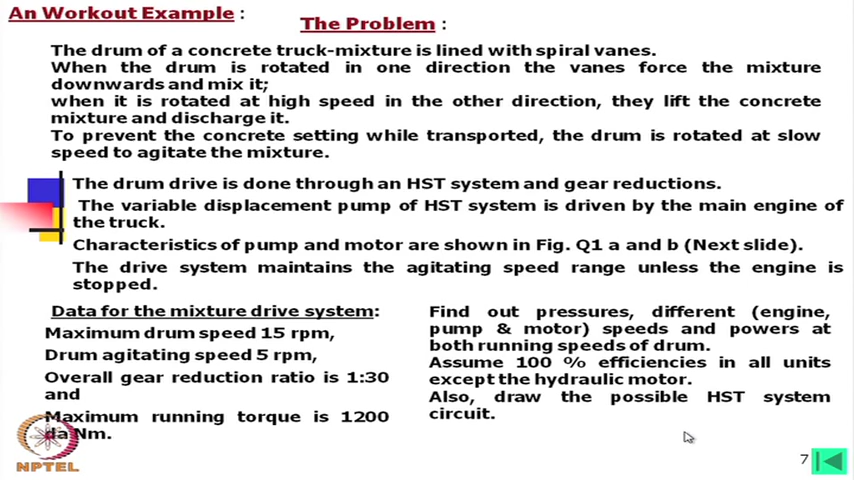 An Workout Example :
The Problem :
The drum of a concrete truck-mixture is lined with spiral vanes.
When the drum is rotated in one direction the vanes force the mixture
downwards and mix it;
when it is rotated at high speed in the other direction, they lift the concrete
mixture and discharge it.
To prevent the concrete setting while transported, the drum is rotated at slow
speed to agitate the mixture.
The drum drive is done through an HST system and gear reductions.
The variable displacement pump of HST system is driven by the main engine of
the truck.
Characteristics of pump and motor are shown in Fig. Q1 a and b (Next slide).
The drive system maintains the agitating speed range unless the engine is
stopped.
Data for the mixture drive system:
Maximum drum speed 15 rpm,
Drum agitating speed 5 rpm,
Overall gear reduction ratio is 1:30
and
Maximum running torque is 1200
da Nm.
Find out pressures, different (engine,
pump & motor) speeds and powers at
both running speeds of drum.
Assume 100 % efficiencies in all units
except the hydraulic motor.
Also, draw the possible HST system
circuit.
NPTEL
7